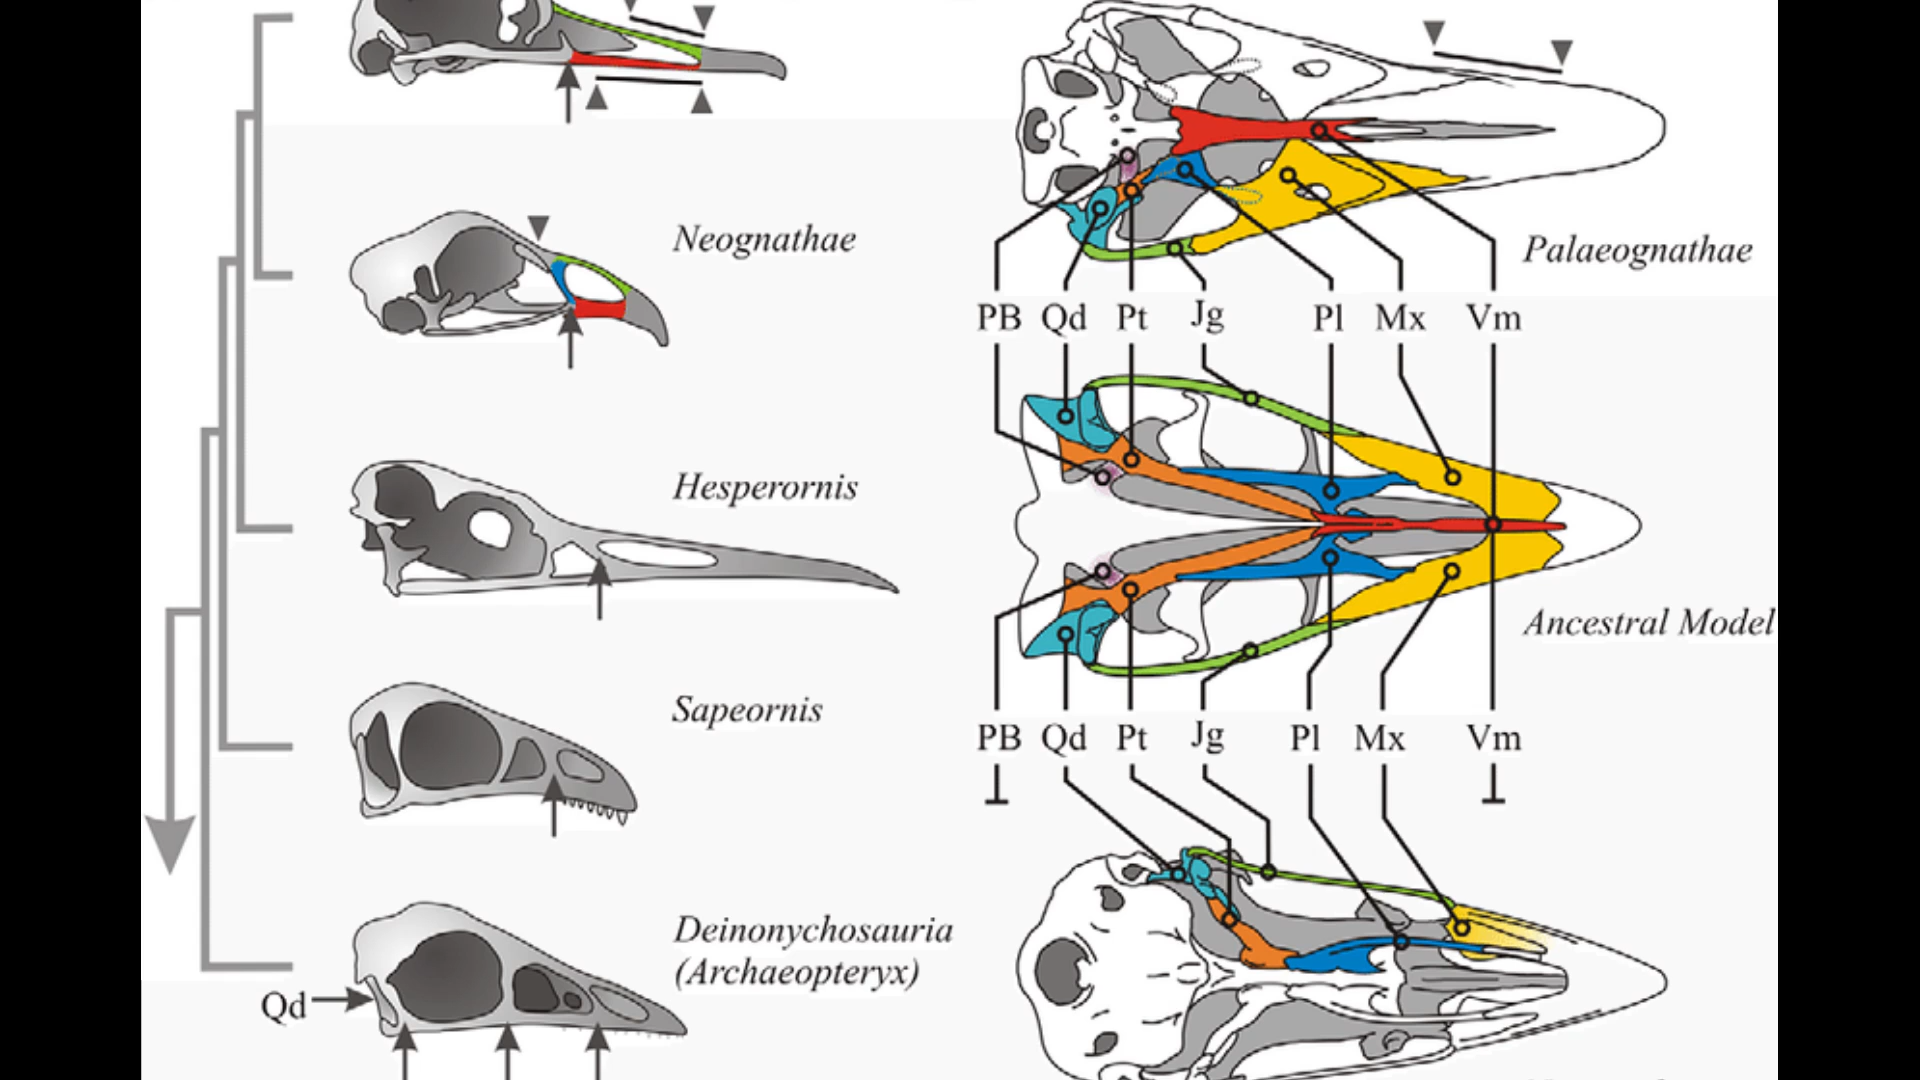 Neognathae
Palaeognathae
PB Qd Pt Jg Pl Mx Vm
Hesperornis
Ancestral Model
Sapeornis
PB Qd Pt Jg Pl Mx Vm
Deinonychosauria
(Archaeopteryx)
Qd